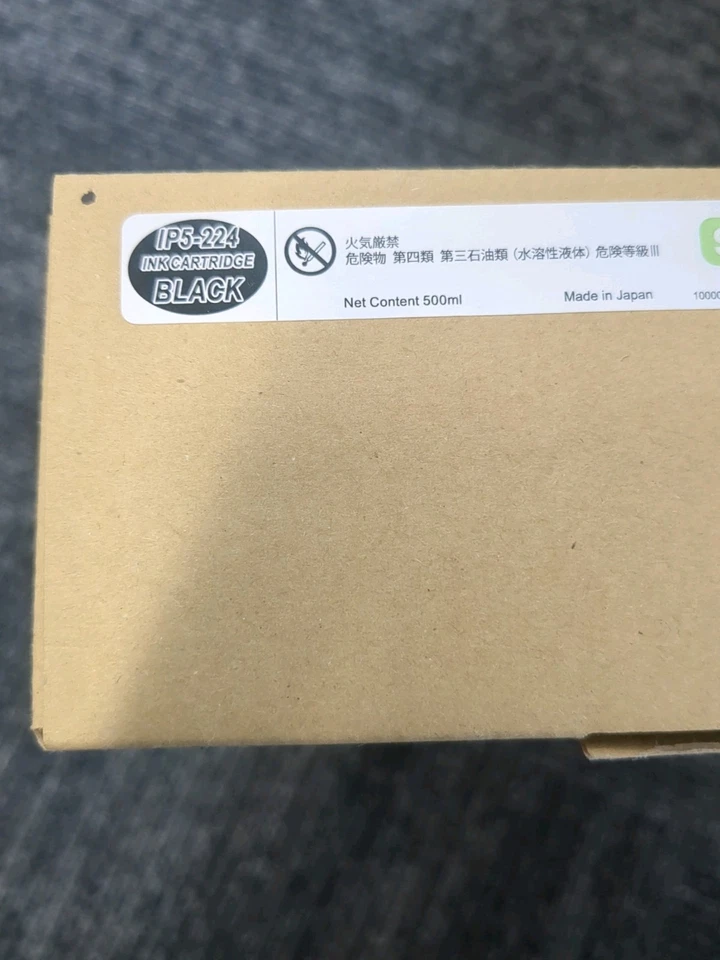 IP5-224
INK CARTRIDGE
BLACK
火気厳禁
危険物 第四類 第三石油類 (水溶性液体) 危険等級Ⅲ
Net Content 500ml
Made in Japan